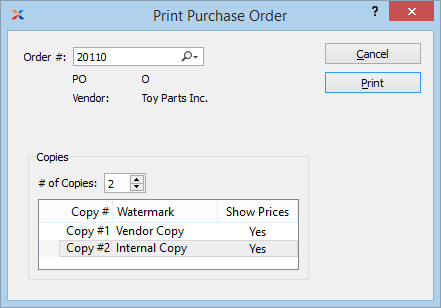 Print Purchase Order ?
Order #: 20110 Cancel
PO O Print
Vendor: Toy Parts Inc.
Copies
# of Copies: 2
Copy # Watermark Show Prices
Copy #1 Vendor Copy Yes
Copy #2 Internal Copy Yes